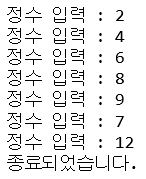 정수 입력 : 2
정수 입력 : 4
정수 입력 : 6
정수 입력 : 8
정수 입력 : 9
정수 입력 : 7
정수 입력 : 12
종료되었습니다.